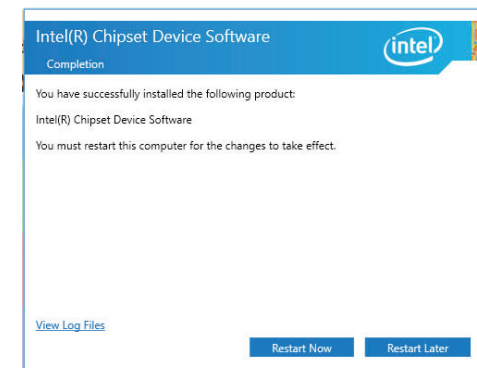 Intel(R) Chipset Device Software
intel
Completion
You have successfully installed the following product:
Intel(R) Chipset Device Software
You must restart this computer for the changes to take effect.
View Log Files
Restart Now
Restart Later